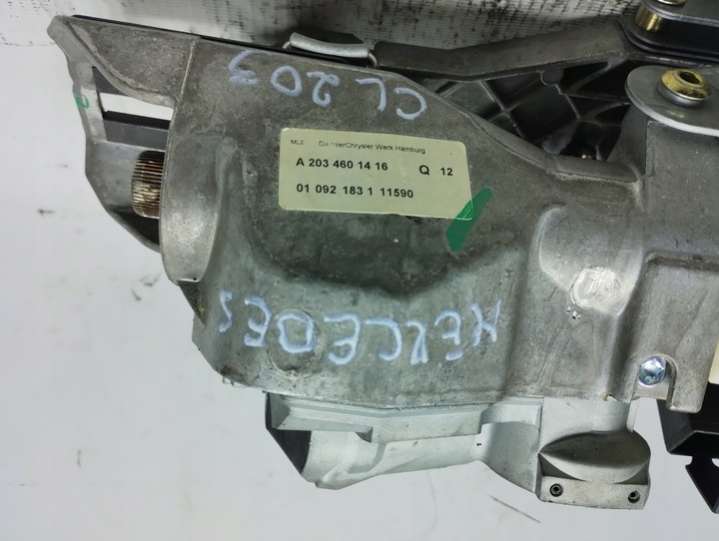 CL 203
DaimlerChrysler Werk Hamburg
A 203 460 14 16 Q 12
01 092 183 1 11590
MERCEDES